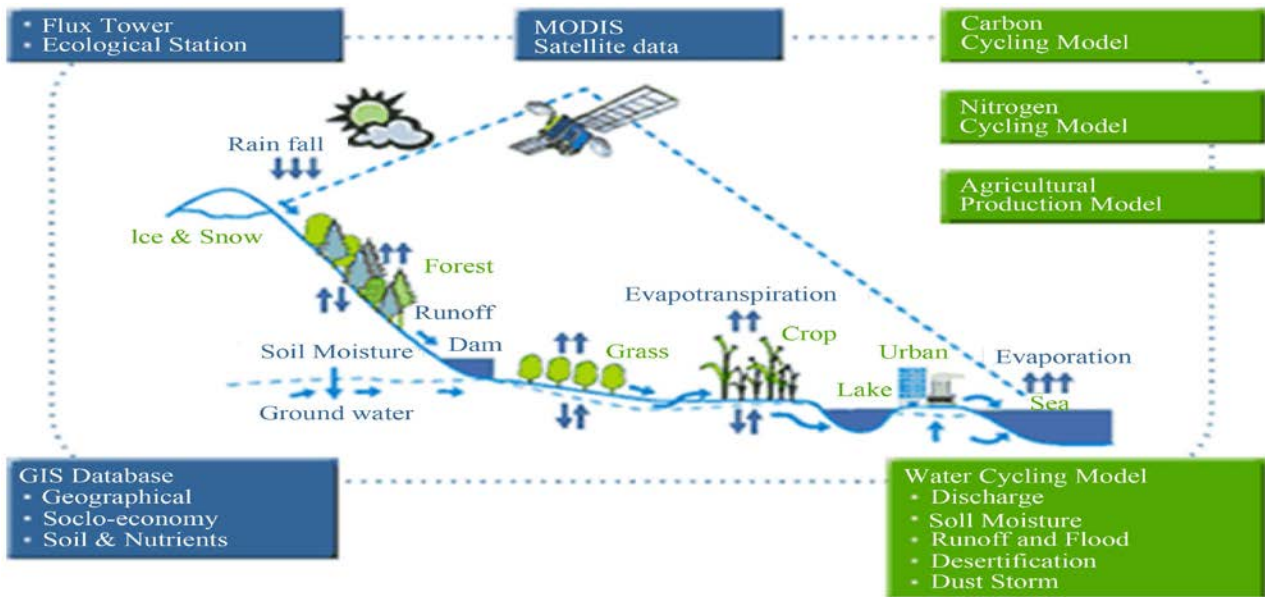 • Flux Tower
• Ecological Station
MODIS
Satellite data
Carbon
Cycling Model
Nitrogen
Cycling Model
Agricultural
Production Model
Rain fall
Ice & Snow
Forest
Runoff
Soil Moisture
Dam
Ground water
Grass
Evapotranspiration
Crop
Urban
Lake
Evaporation
Sea
GIS Database
• Geographical
• Soclo-economy
• Soil & Nutrients
Water Cycling Model
• Discharge
• Soll Moisture
• Runoff and Flood
• Desertification
• Dust Storm